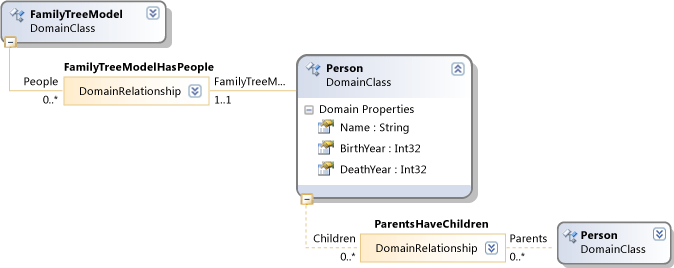 FamilyTreeModel
DomainClass
FamilyTreeModelHasPeople
People
DomainRelationship
FamilyTreeM...
0..*
1..1
Person
DomainClass
Domain Properties
Name : String
BirthYear : Int32
DeathYear : Int32
ParentsHaveChildren
Children
DomainRelationship
Parents
0..*
0..*
Person
DomainClass